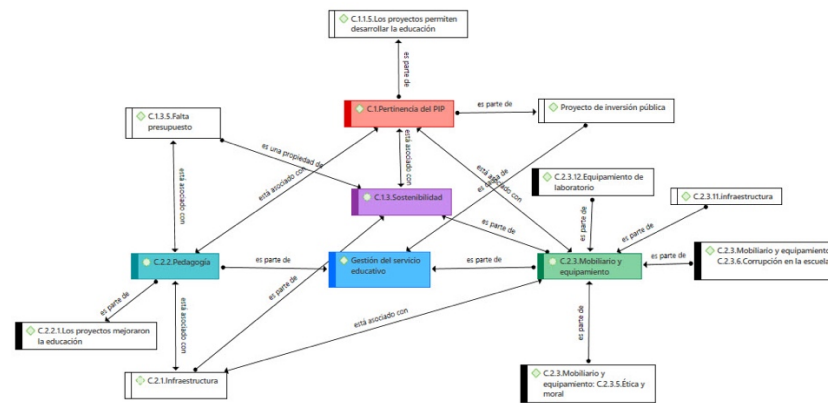 C.1.1.5.Los proyectos permiten
desarrollar la educación
es parte de
C.1.Pertinencia del PIP
es parte de
Proyecto de inversión pública
C.1.3.5.Falta
presupuesto
es una propiedad de
está asociado con
está asociado con
está asociado con
es parte de
C.2.3.12.Equipamiento de
laboratorio
C.2.3.11.infraestructura
está asociado con
C.1.3.Sostenibilidad
es parte de
es parte de
es parte de
C.2.2.Pedagogía
es parte de
Gestión del servicio
educativo
es parte de
C.2.3.Mobiliario y
equipamiento
es parte de
C.2.3.Mobiliario y equipamiento
C.2.3.6.Corrupción en la escuela
es parte de
es parte de
está asociado con
está asociado con
es parte de
C.2.2.1.Los proyectos mejoraron
la educación
C.2.1.Infraestructura
C.2.3.Mobiliario y
equipamiento: C.2.3.5.Ética y
moral